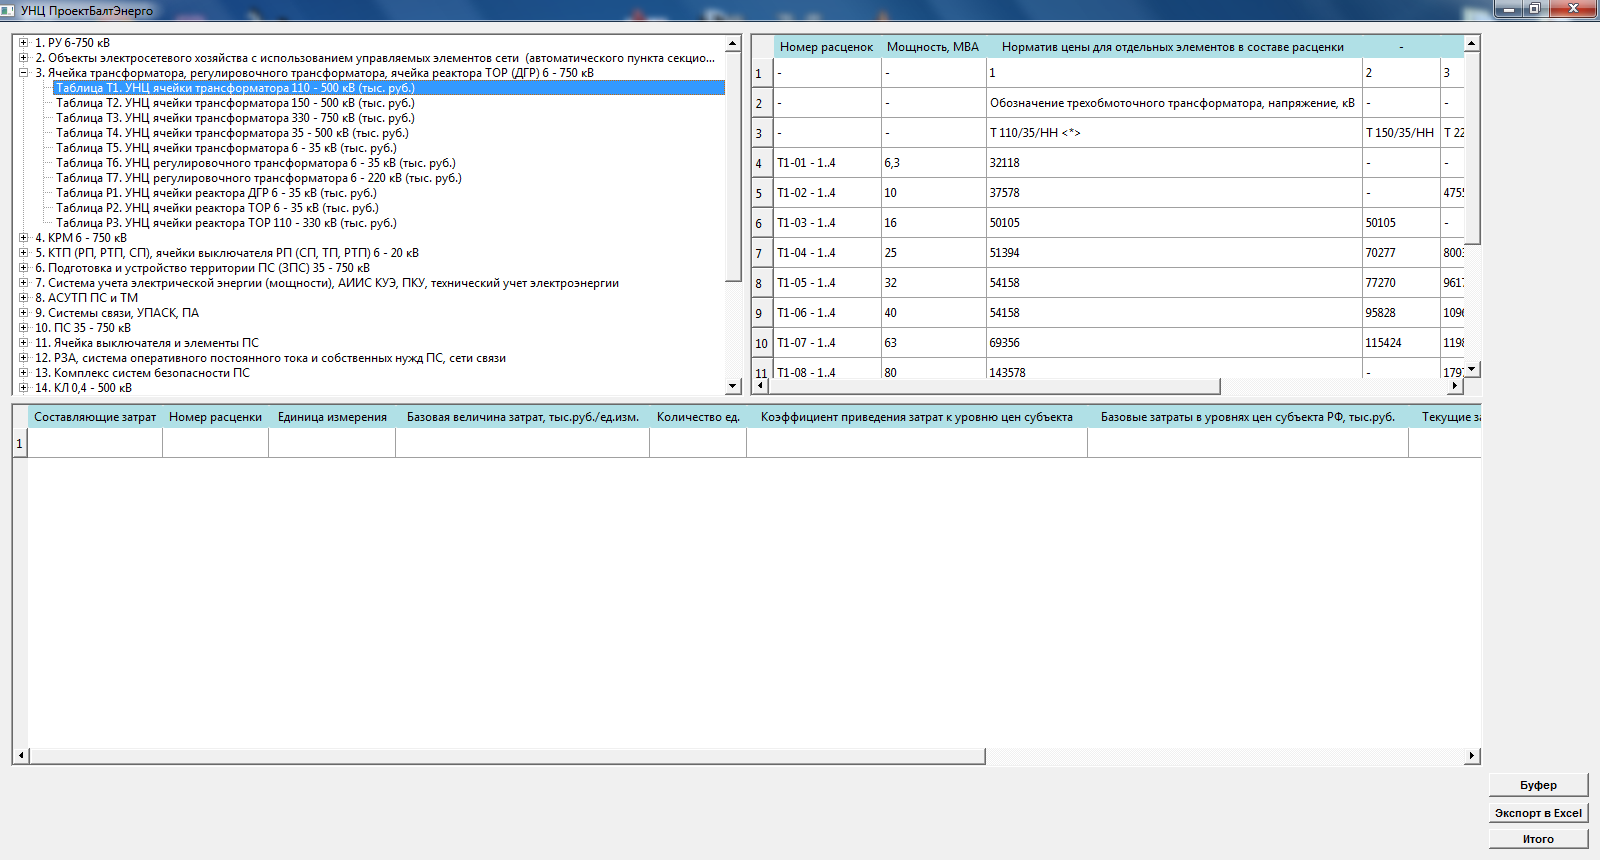 УНЦ ПроектБалтЭнерго
1. РУ 6-750 кВ
2. Объекты электросетевого хозяйства с использованием управляемых элементов сети (автоматического пункта секцио...
3. Ячейка трансформатора, регулировочного трансформатора, ячейка реактора ТОР (ДГР) 6 - 750 кВ
Таблица Т1. УНЦ ячейки трансформатора 110 - 500 кВ (тыс. руб.)
Таблица Т2. УНЦ ячейки трансформатора 150 - 500 кВ (тыс. руб.)
Таблица Т3. УНЦ ячейки трансформатора 330 - 750 кВ (тыс. руб.)
Таблица Т4. УНЦ ячейки трансформатора 35 - 500 кВ (тыс. руб.)
Таблица Т5. УНЦ ячейки трансформатора 6 - 35 кВ (тыс. руб.)
Таблица Т6. УНЦ регулировочного трансформатора 6 - 35 кВ (тыс. руб.)
Таблица Т7. УНЦ регулировочного трансформатора 6 - 220 кВ (тыс. руб.)
Таблица Р1. УНЦ ячейки реактора ДГР 6 - 35 кВ (тыс. руб.)
Таблица Р2. УНЦ ячейки реактора ТОР 6 - 35 кВ (тыс. руб.)
Таблица Р3. УНЦ ячейки реактора ТОР 110 - 330 кВ (тыс. руб.)
4. КРМ 6 - 750 кВ
5. КТП (РП, РТП, СП), ячейки выключателя РП (СП, ТП, РТП) 6 - 20 кВ
6. Подготовка и устройство территории ПС (ЗПС) 35 - 750 кВ
7. Система учета электрической энергии (мощности), АИИС КУЭ, ПКУ, технический учет электроэнергии
8. АСУТП ПС и ТМ
9. Системы связи, УПАСК, ПА
10. ПС 35 - 750 кВ
11. Ячейка выключателя и элементы ПС
12. РЗА, система оперативного постоянного тока и собственных нужд ПС, сети связи
13. Комплекс систем безопасности ПС
14. КЛ 0,4 - 500 кВ
Номер расценок Мощность, МВА Норматив цены для отдельных элементов в составе расценки -
1 - - 1 2 3
2 - - Обозначение трехобмоточного трансформатора, напряжение, кВ - -
3 - - Т 110/35/НН <*> Т 150/35/НН Т 22
4 Т1-01 - 1..4 6,3 32118 - -
5 Т1-02 - 1..4 10 37578 - 4755
6 Т1-03 - 1..4 16 50105 50105 -
7 Т1-04 - 1..4 25 51394 70277 8003
8 Т1-05 - 1..4 32 54158 77270 9617
9 Т1-06 - 1..4 40 54158 95828 1096
10 Т1-07 - 1..4 63 69356 115424 1198
11 Т1-08 - 1..4 80 143578 - 1797
Составляющие затрат Номер расценки Единица измерения Базовая величина затрат, тыс.руб./ед.изм. Количество ед. Коэффициент приведения затрат к уровню цен субъекта Базовые затраты в уровнях цен субъекта РФ, тыс.руб. Текущие за
1
Буфер
Экспорт в Excel
Итого